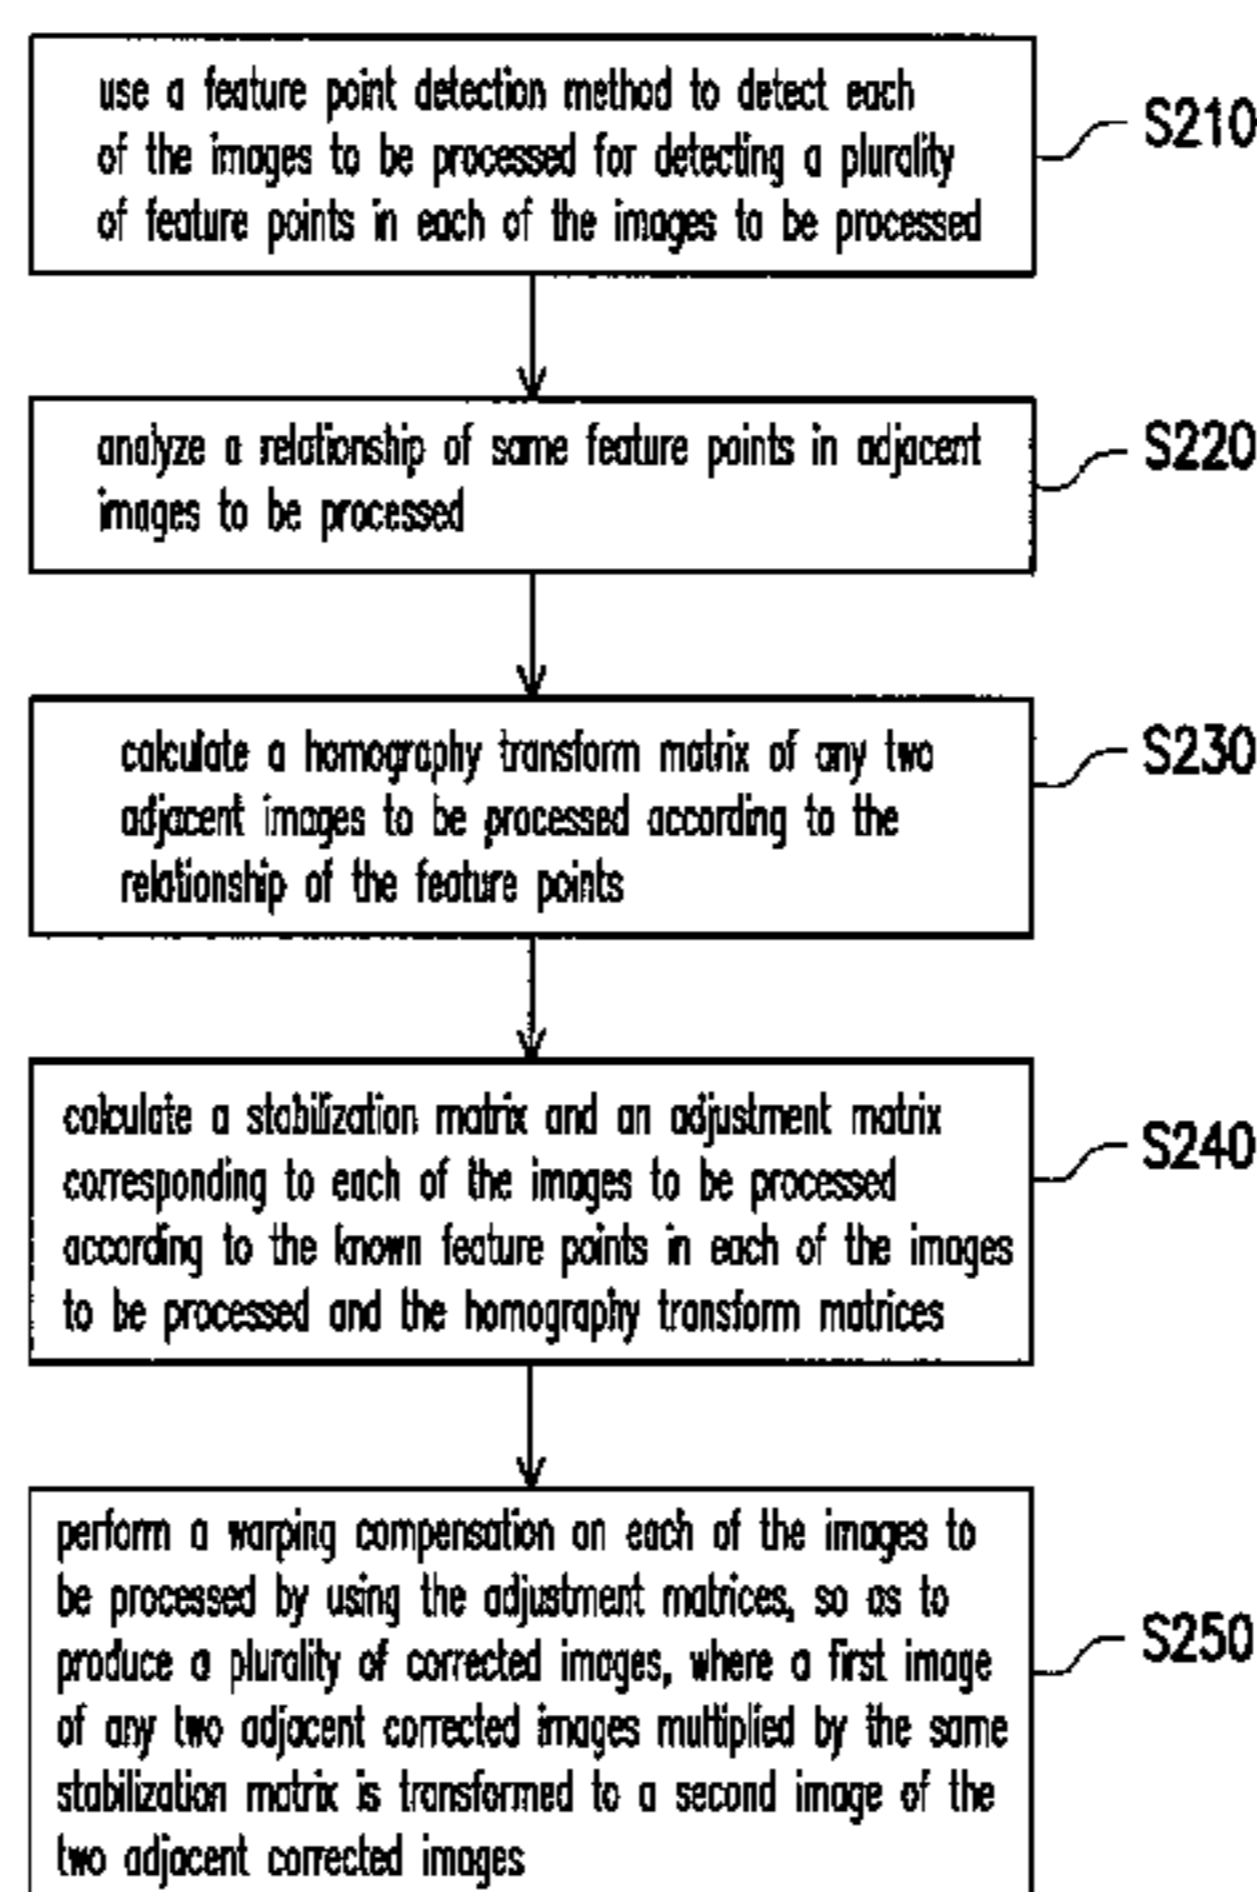 use a feature point detection method to detect each
of the images to be processed for detecting a plurality
of feature points in each of the images to be processed
S210
analyze a relationship of same feature points in adjacent
images to be processed
S220
calculate a homography transform matrix of any two
adjacent images to be processed according to the
relationship of the feature points
S230
calculate a stabilization matrix and an adjustment matrix
corresponding to each of the images to be processed
according to the known feature points in each of the images
to be processed and the homography transform matrices
S240
perform a warping compensation on each of the images to
be processed by using the adjustment matrices, so as to
produce a plurality of corrected images, where a first image
of any two adjacent corrected images multiplied by the same
stabilization matrix is transformed to a second image of the
two adjacent corrected images
S250